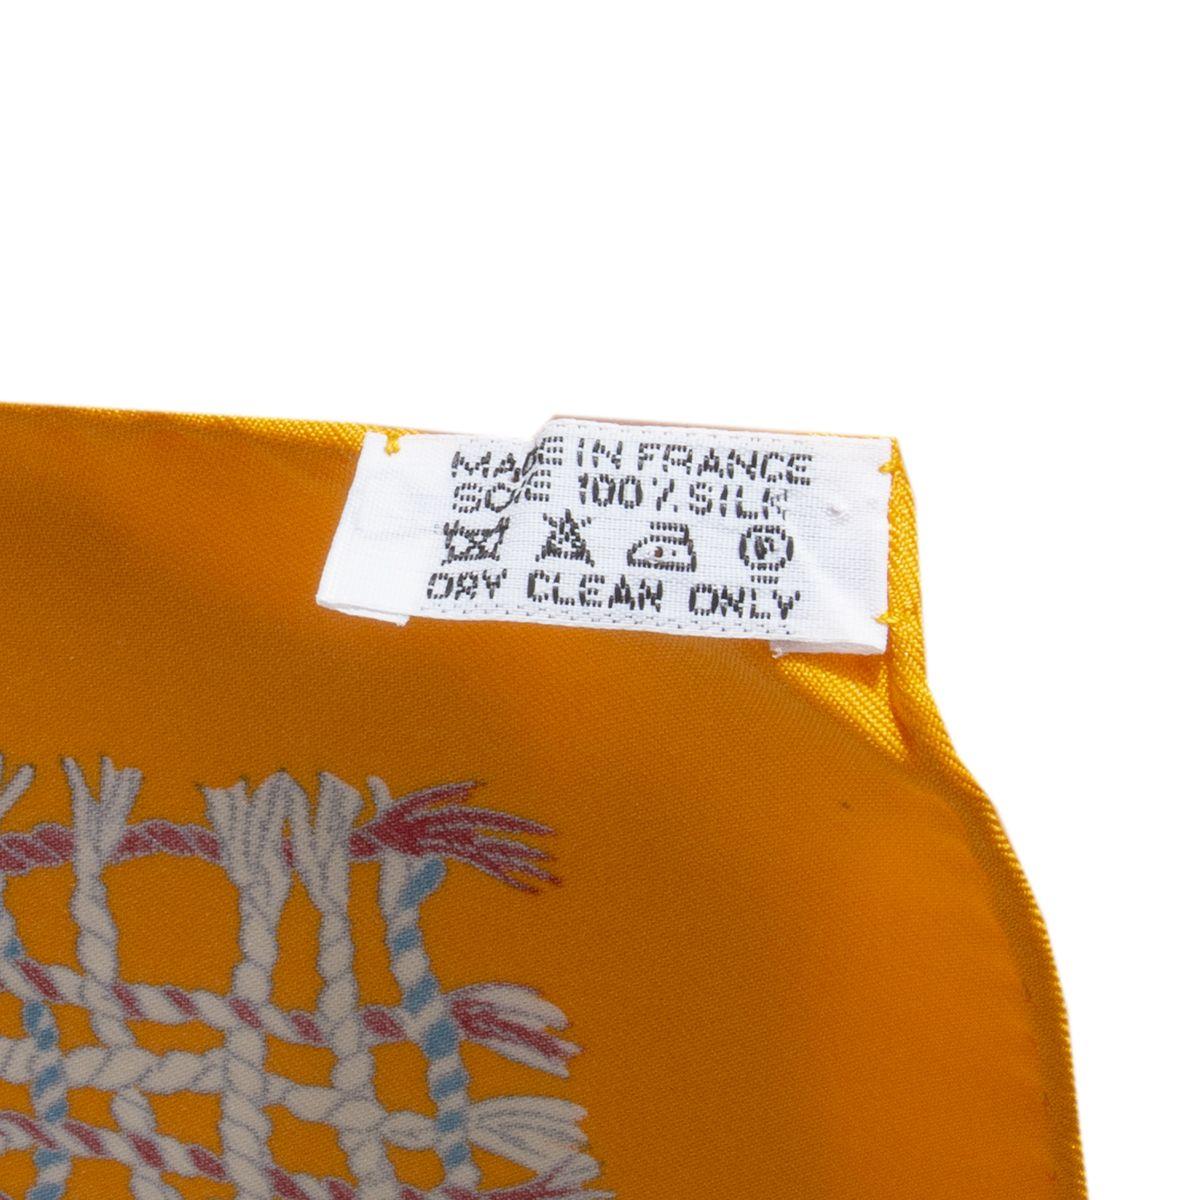 MADE IN FRANCE
SOIE 100% SILK
DRY CLEAN ONLY